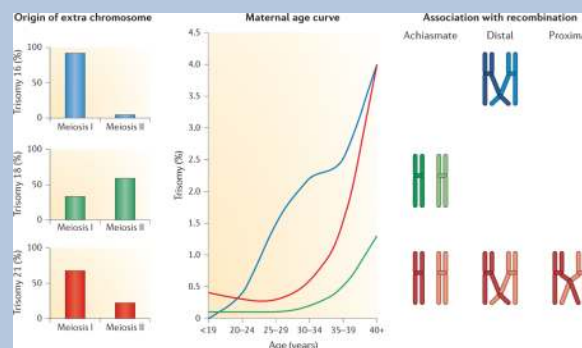 Origin of extra chromosome
Trisomy 16 (%)
100
50
0
Meiosis I Meiosis II
Trisomy 18 (%)
100
50
0
Meiosis I Meiosis II
Trisomy 21 (%)
100
50
0
Meiosis I Meiosis II
Maternal age curve
Trisomy (%)
4.5
4.0
3.5
3.0
2.5
2.0
1.5
1.0
0.5
0
<19 20–24 25–29 30–34 35–39 40+
Age (years)
Association with recombination
Achiasmate Distal Proxima